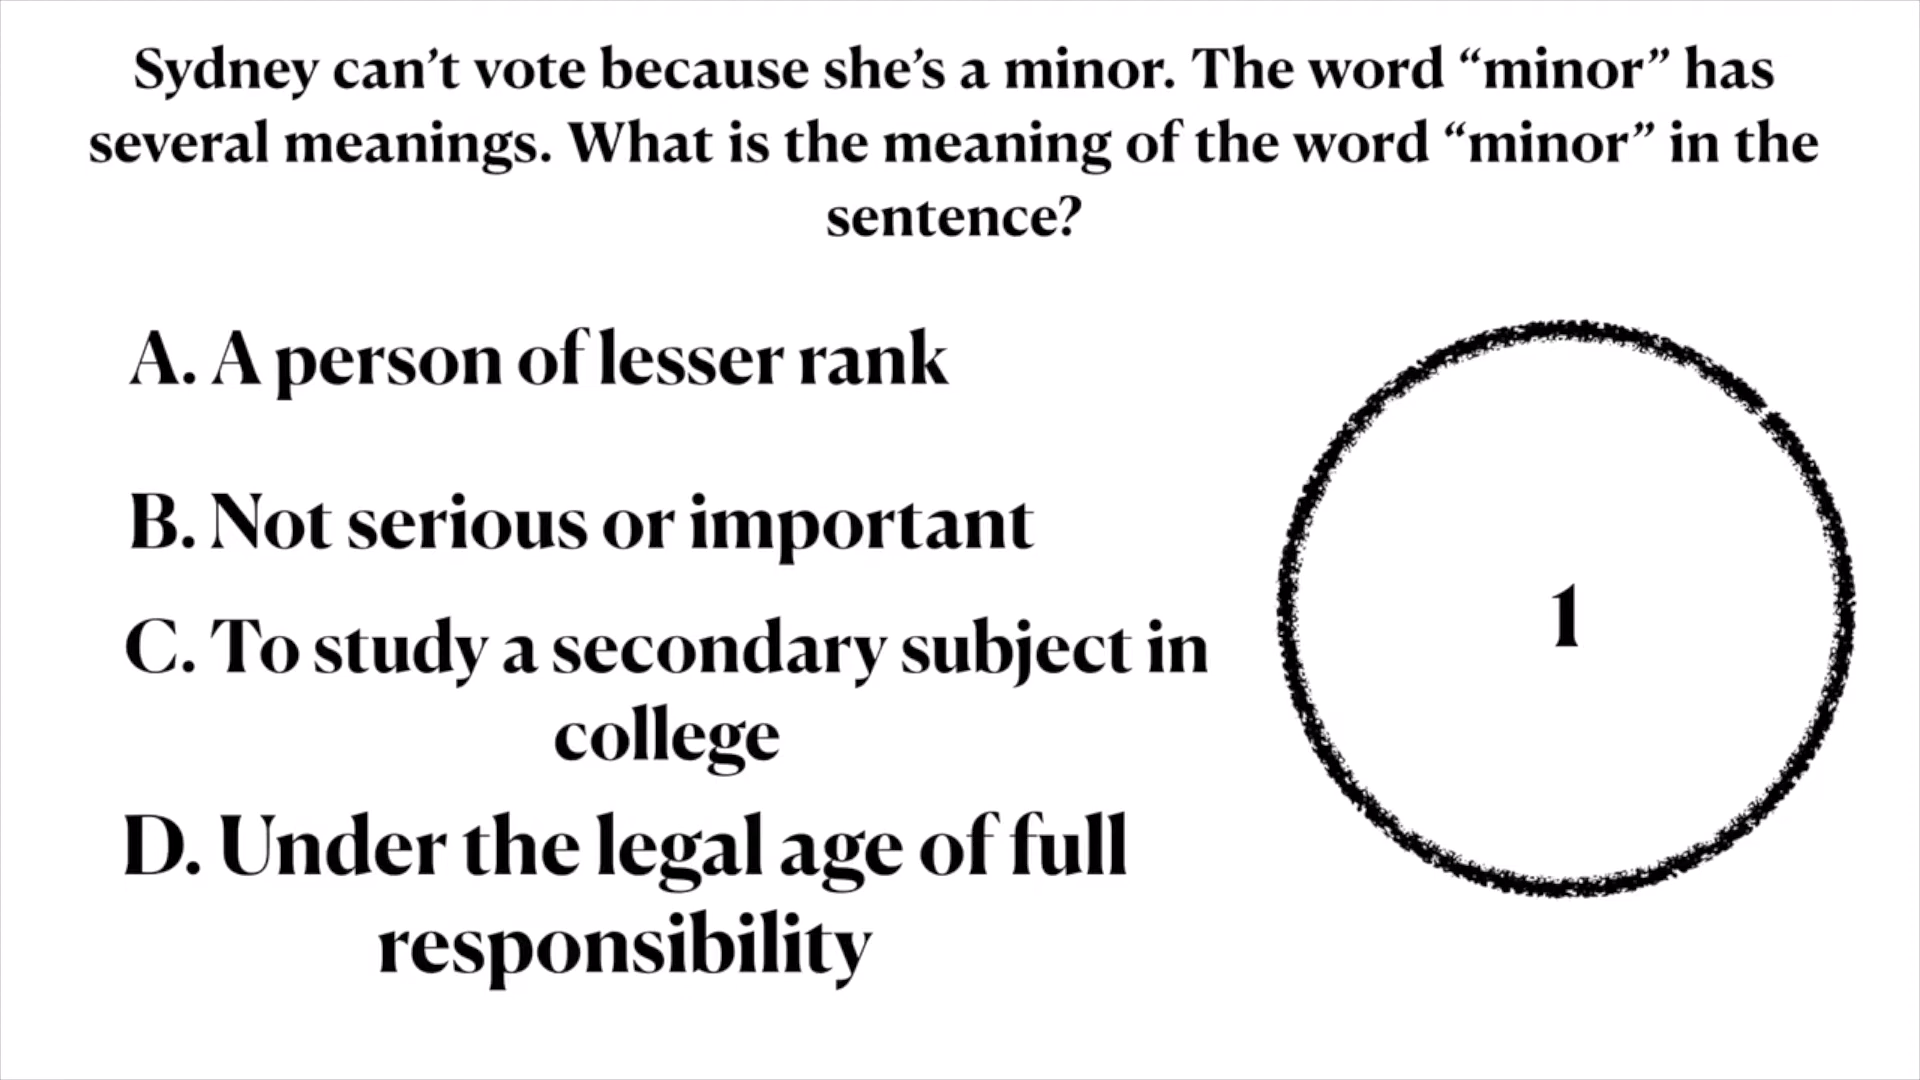 Sydney can’t vote because she’s a minor. The word “minor” has
several meanings. What is the meaning of the word “minor” in the
sentence?
A. A person of lesser rank
B. Not serious or important
C. To study a secondary subject in
college
D. Under the legal age of full
responsibility
1